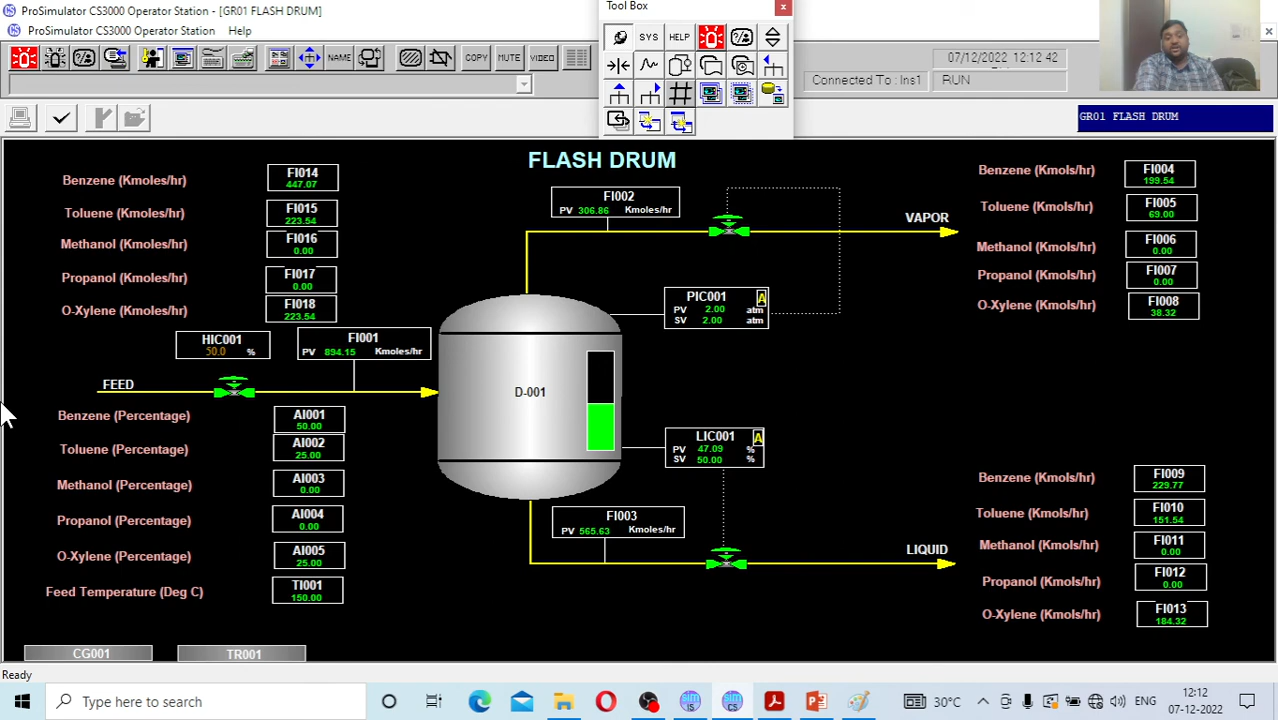 ProSimulator CS3000 Operator Station - [GR01 FLASH DRUM]
ProSimulator CS3000 Operator Station Help
Tool Box
SYS HELP
NAME COPY MUTE VIDEO
Connected To : Ins1
07/12/2022 12:12:42
RUN
GR01 FLASH DRUM
FLASH DRUM
Benzene (Kmoles/hr) FI014 447.07
Toluene (Kmoles/hr) FI015 223.54
Methanol (Kmoles/hr) FI016 0.00
Propanol (Kmoles/hr) FI017 0.00
O-Xylene (Kmoles/hr) FI018 223.54
HIC001
50.0 %
FI001
PV 894.15 Kmoles/hr
FEED
Benzene (Percentage) AI001 50.00
Toluene (Percentage) AI002 25.00
Methanol (Percentage) AI003 0.00
Propanol (Percentage) AI004 0.00
O-Xylene (Percentage) AI005 25.00
Feed Temperature (Deg C) TI001 150.00
CG001 TR001
D-001
FI002
PV 306.86 Kmoles/hr
VAPOR
PIC001 A
PV 2.00 atm
SV 2.00 atm
LIC001 A
PV 47.09 %
SV 50.00 %
FI003
PV 565.63 Kmoles/hr
LIQUID
Benzene (Kmols/hr) FI004 199.54
Toluene (Kmols/hr) FI005 69.00
Methanol (Kmols/hr) FI006 0.00
Propanol (Kmols/hr) FI007 0.00
O-Xylene (Kmols/hr) FI008 38.32
Benzene (Kmols/hr) FI009 229.77
Toluene (Kmols/hr) FI010 151.54
Methanol (Kmols/hr) FI011 0.00
Propanol (Kmols/hr) FI012 0.00
O-Xylene (Kmols/hr) FI013 184.32
Ready
Type here to search
30°C
ENG
12:12
07-12-2022